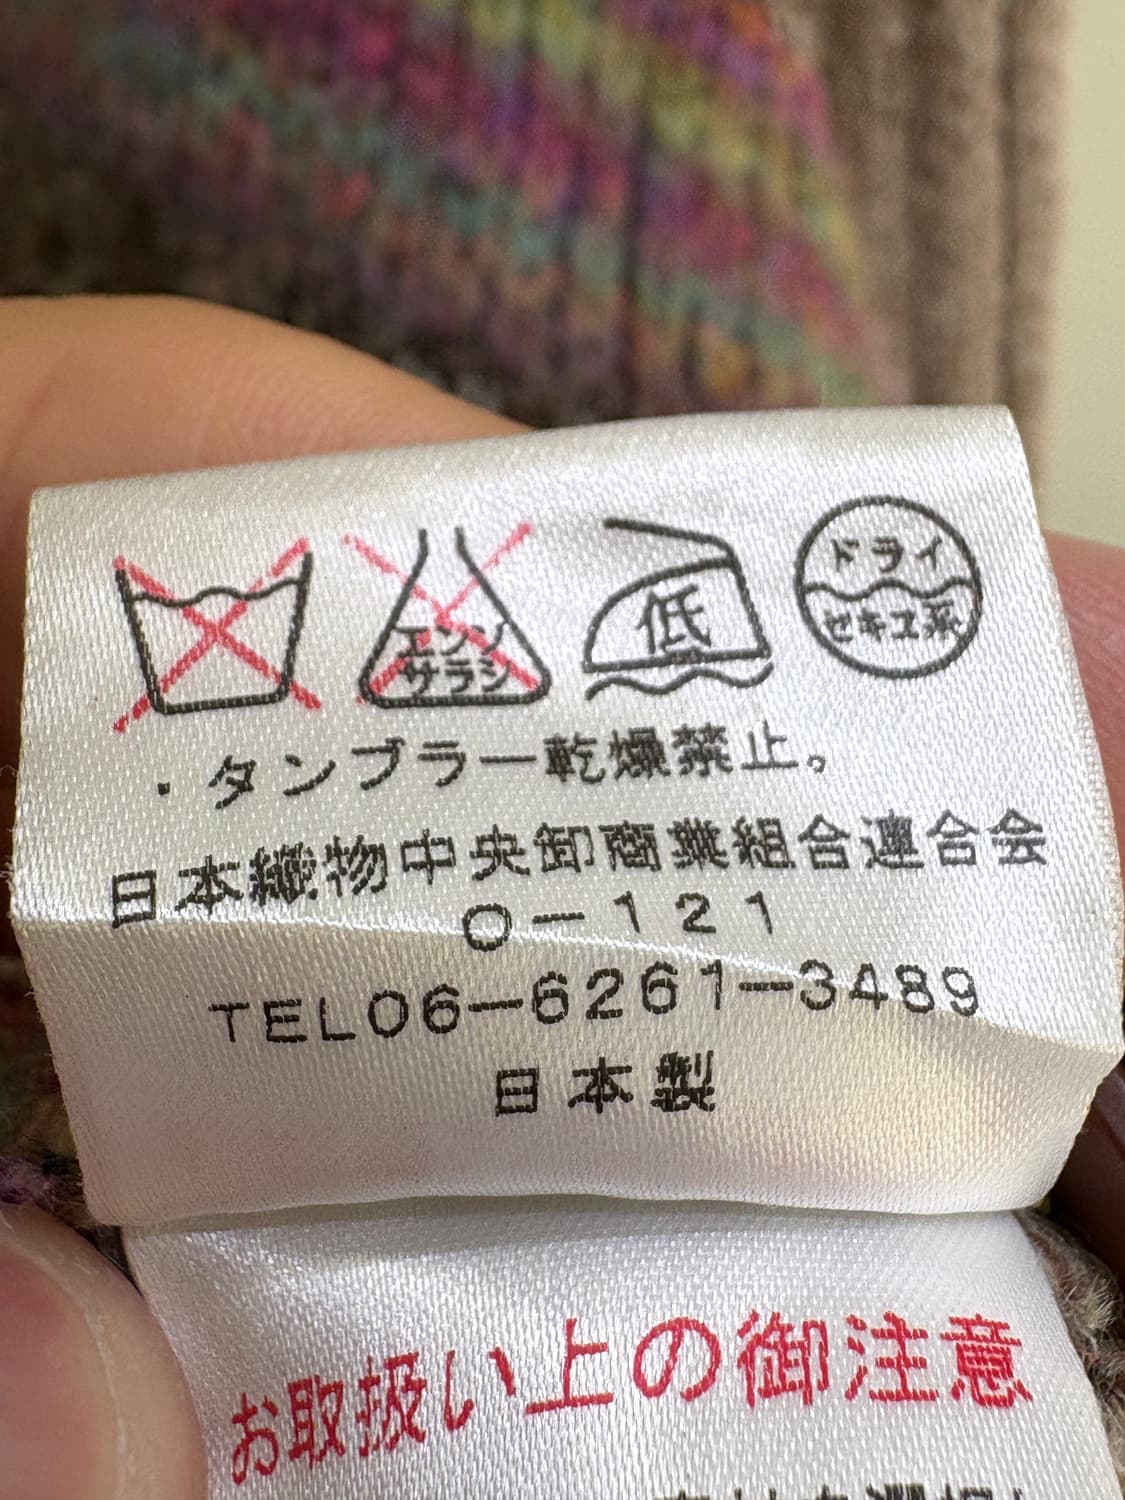 エンソ
サラシ
低
ドライ
セキユ系
・タンブラー乾燥禁止。
日本織物中央卸商業組合連合会
O-121
TEL06-6261-3489
日本製
お取扱い上の御注意